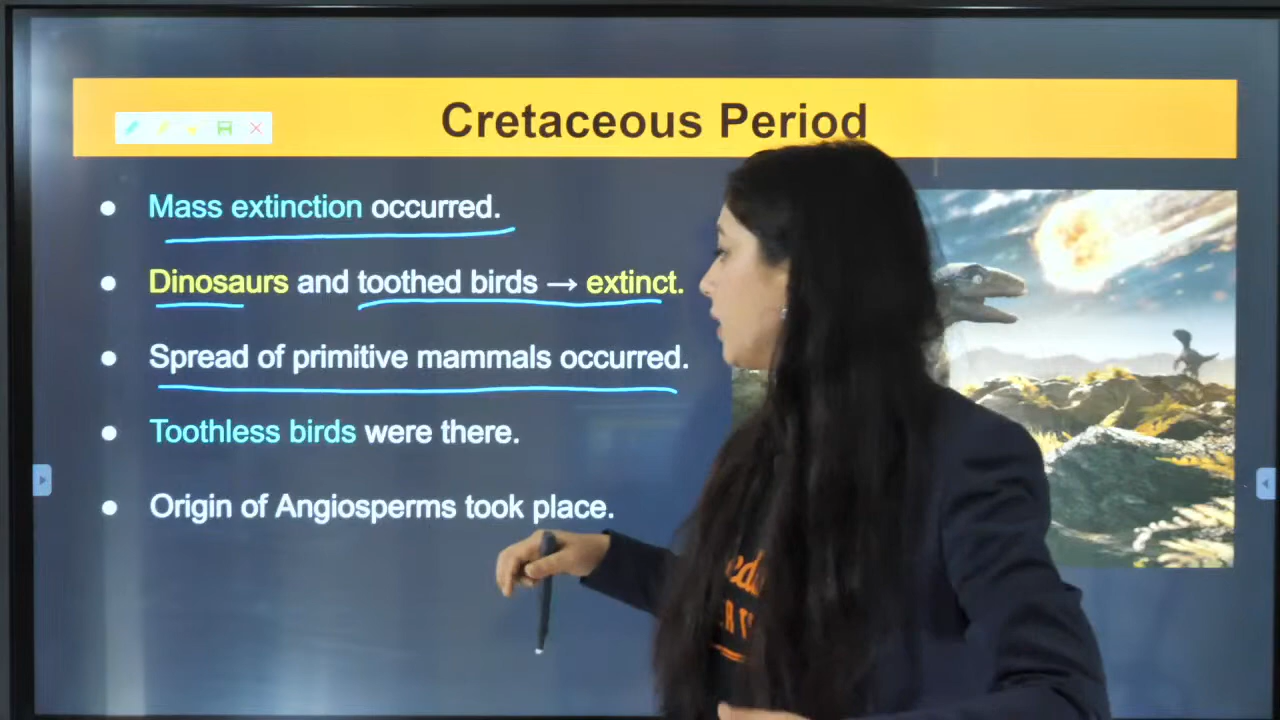 Cretaceous Period
Mass extinction occurred.
Dinosaurs and toothed birds → extinct.
Spread of primitive mammals occurred.
Toothless birds were there.
Origin of Angiosperms took place.